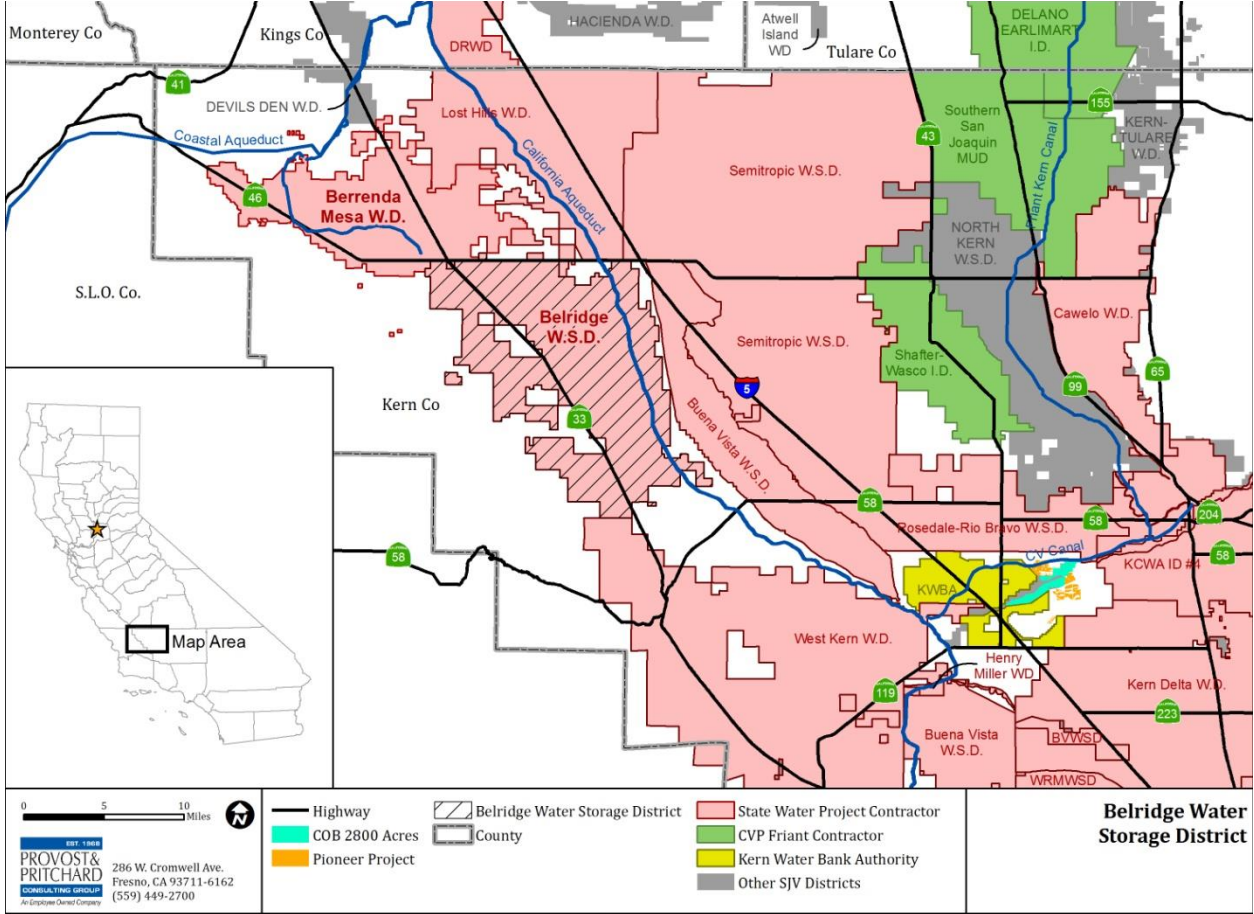 Monterey Co
Kings Co
HACIENDA W.D.
Atwell
Island
WD
Tulare Co
DELANO
EARLIMART
I.D.
DRWD
41
DEVILS DEN W.D.
Lost Hills W.D.
155
Coastal Aqueduct
California Aqueduct
43
Southern
San
Joaquin
MUD
Friant Kern Canal
KERN-
TULARE
W.D.
Semitropic W.S.D.
46
Berrenda
Mesa W.D.
NORTH
KERN
W.S.D.
S.L.O. Co.
Belridge
W.S.D.
Cawelo W.D.
Semitropic W.S.D.
Shafter-
Wasco I.D.
65
99
5
Kern Co
33
Buena Vista W.S.D.
58
Rosedale-Rio Bravo W.S.D.
58
204
58
CV Canal
58
KCWA ID #4
KWBA
Map Area
West Kern W.D.
Henry
Miller WD
119
Kern Delta W.D.
223
Buena Vista
W.S.D.
BVWSD
WRMWSD
0 5 10
Miles
N
EST. 1968
PROVOST&
PRITCHARD
CONSULTING GROUP
An Employee Owned Company
286 W. Cromwell Ave.
Fresno, CA 93711-6162
(559) 449-2700
Highway
COB 2800 Acres
Pioneer Project
Belridge Water Storage District
County
State Water Project Contractor
CVP Friant Contractor
Kern Water Bank Authority
Other SJV Districts
Belridge Water
Storage District